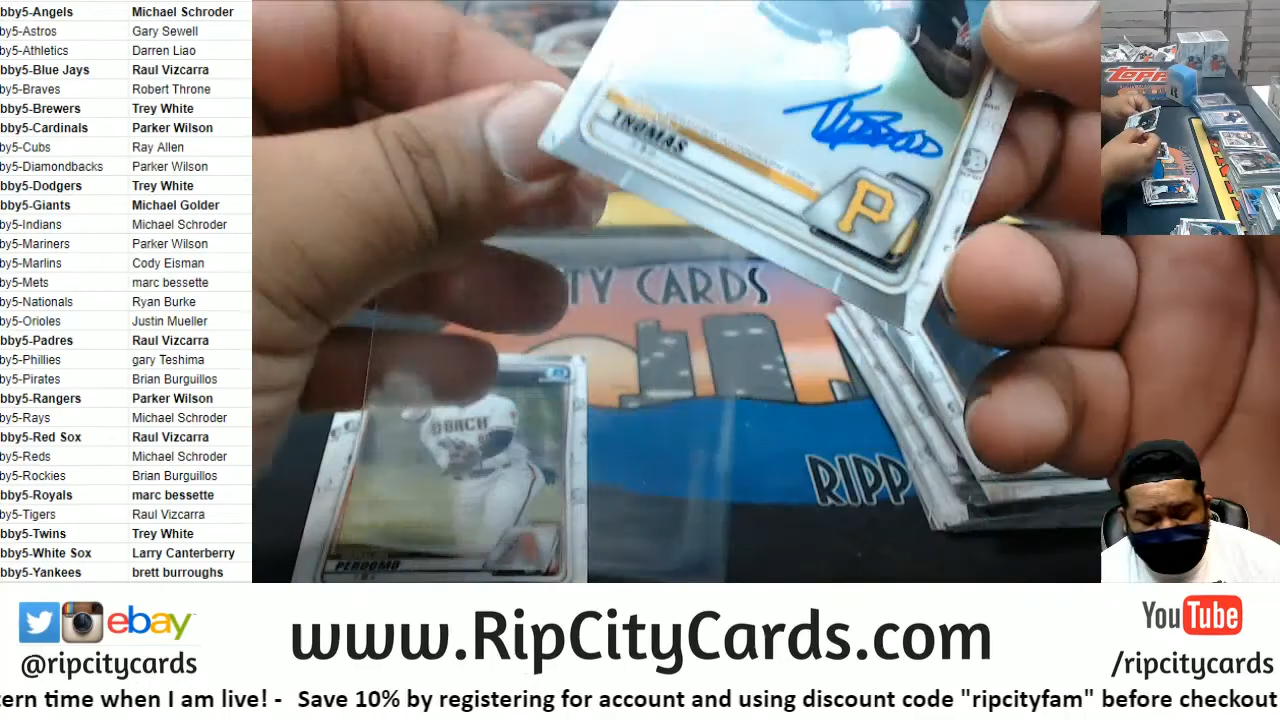 bby5-Angels Michael Schroder
by5-Astros Gary Sewell
by5-Athletics Darren Liao
bby5-Blue Jays Raul Vizcarra
by5-Braves Robert Throne
bby5-Brewers Trey White
bby5-Cardinals Parker Wilson
by5-Cubs Ray Allen
by5-Diamondbacks Parker Wilson
bby5-Dodgers Trey White
bby5-Giants Michael Golder
by5-Indians Michael Schroder
by5-Mariners Parker Wilson
by5-Marlins Cody Eisman
by5-Mets marc bessette
by5-Nationals Ryan Burke
by5-Orioles Justin Mueller
bby5-Padres Raul Vizcarra
by5-Phillies gary Teshima
by5-Pirates Brian Burguillos
bby5-Rangers Parker Wilson
by5-Rays Michael Schroder
bby5-Red Sox Raul Vizcarra
by5-Reds Michael Schroder
by5-Rockies Brian Burguillos
bby5-Royals marc bessette
by5-Tigers Raul Vizcarra
bby5-Twins Trey White
bby5-White Sox Larry Canterberry
bby5-Yankees brett burroughs
THOMAS
P
TY CARDS
RIPP
PERDOMO
TOPPS
ebay
@ripcitycards
www.RipCityCards.com
YouTube
/ripcitycards
tern time when I am live! - Save 10% by registering for account and using discount code "ripcityfam" before checkout